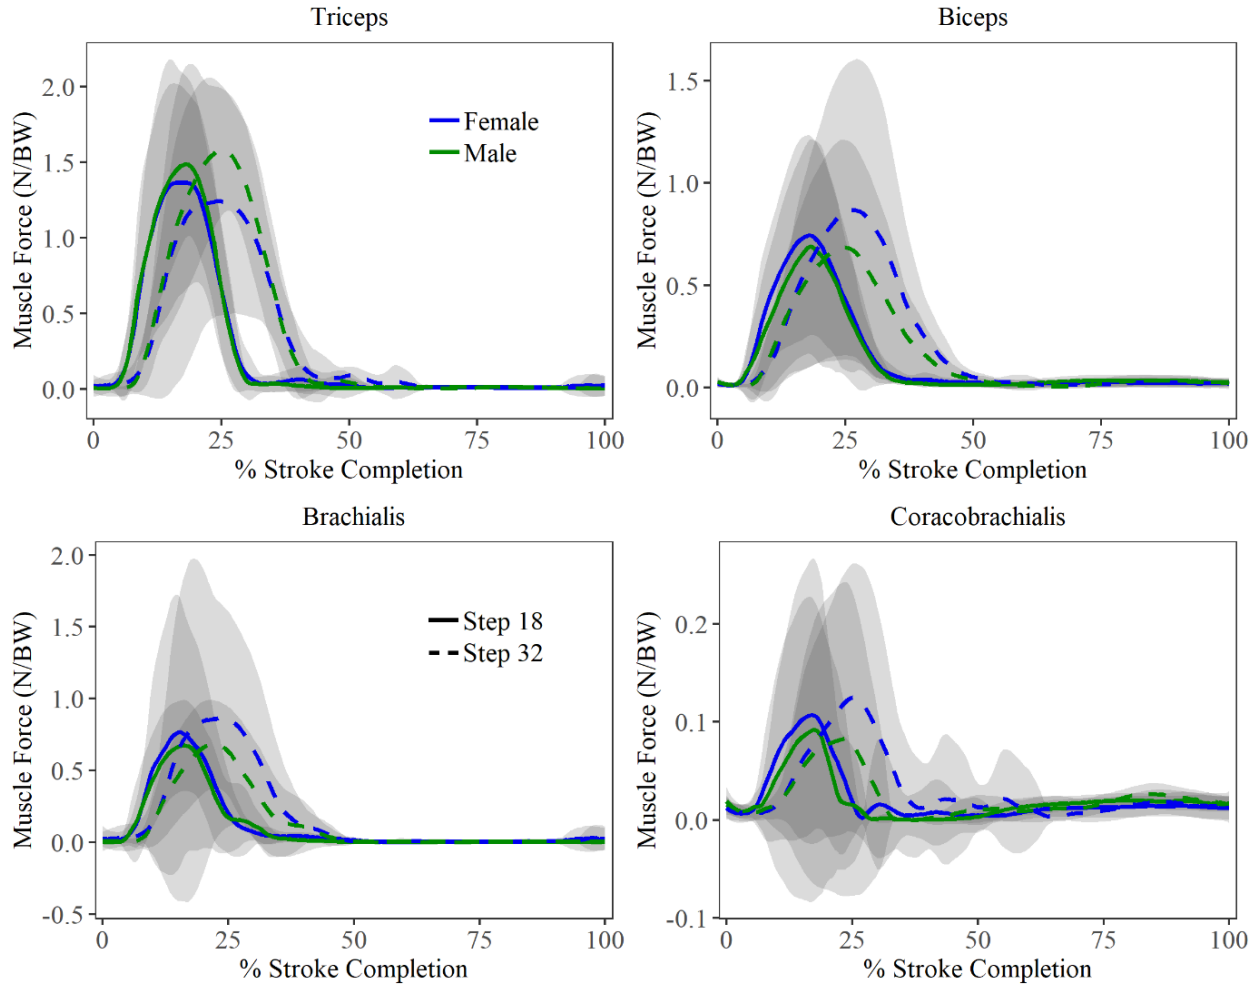 Triceps
Muscle Force (N/BW)
2.0
1.5
1.0
0.5
0.0
Female
Male
0
25
50
75
100
% Stroke Completion
Biceps
Muscle Force (N/BW)
1.5
1.0
0.5
0.0
0
25
50
75
100
% Stroke Completion
Brachialis
Muscle Force (N/BW)
2.0
1.5
1.0
0.5
0.0
-0.5
Step 18
Step 32
0
25
50
75
100
% Stroke Completion
Coracobrachialis
Muscle Force (N/BW)
0.2
0.1
0.0
-0.1
0
25
50
75
100
% Stroke Completion